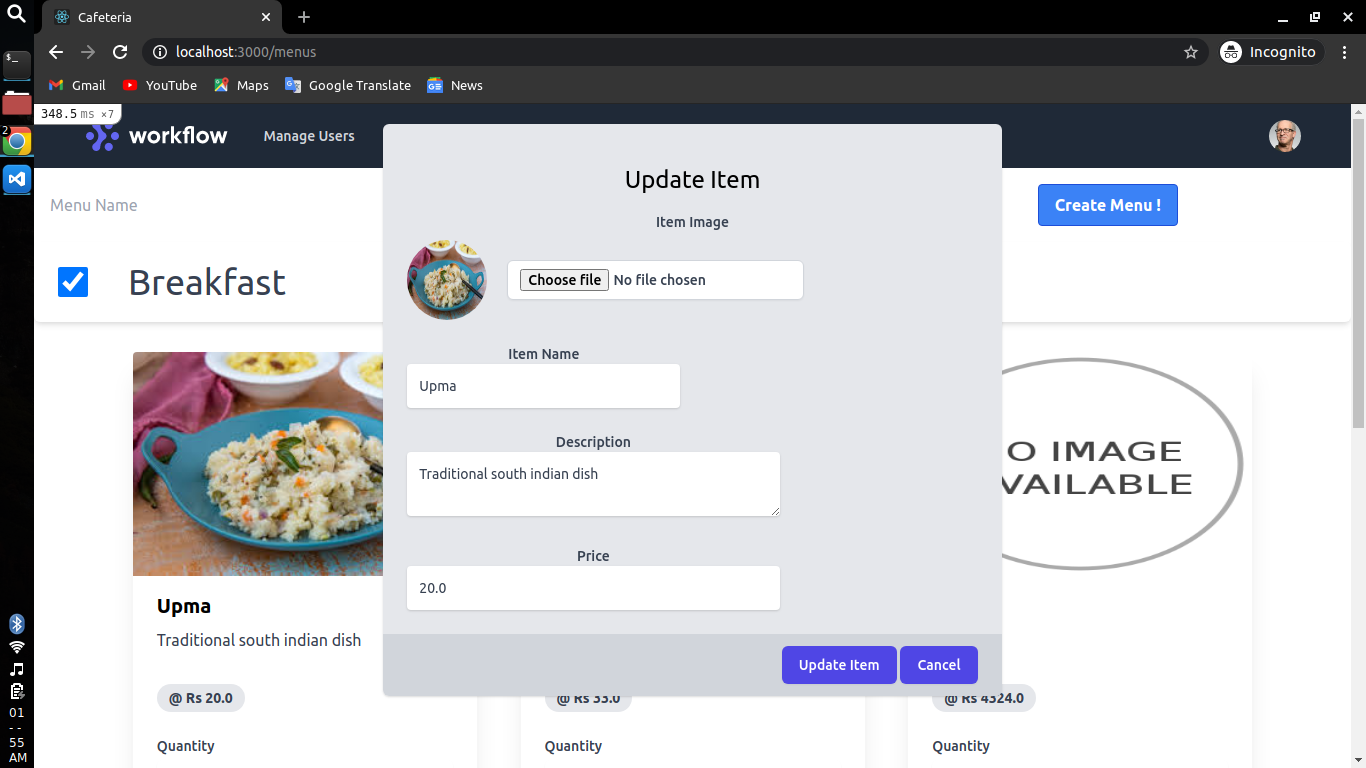 Cafeteria
localhost:3000/menus
Incognito
Gmail YouTube Maps Google Translate News
348.5 ms ×7
workflow Manage Users
Update Item
Menu Name
Create Menu !
Item Image
Breakfast
Choose file No file chosen
Item Name
Upma
Description
Traditional south indian dish
Price
20.0
Update Item Cancel
O IMAGE
VAILABLE
Upma
Traditional south indian dish
@ Rs 20.0 @ Rs 33.0 @ Rs 4324.0
Quantity Quantity Quantity
$_
2
01
--
55
AM